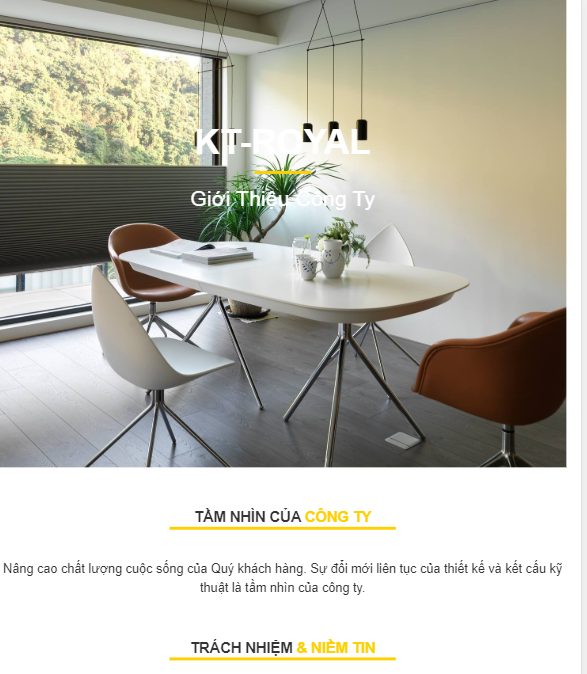 KT-ROYAL
Giới Thiệu Công Ty
TẦM NHÌN CỦA CÔNG TY
Nâng cao chất lượng cuộc sống của Quý khách hàng. Sự đổi mới liên tục của thiết kế và kết cấu kỹ
thuật là tầm nhìn của công ty.
TRÁCH NHIỆM & NIỀM TIN